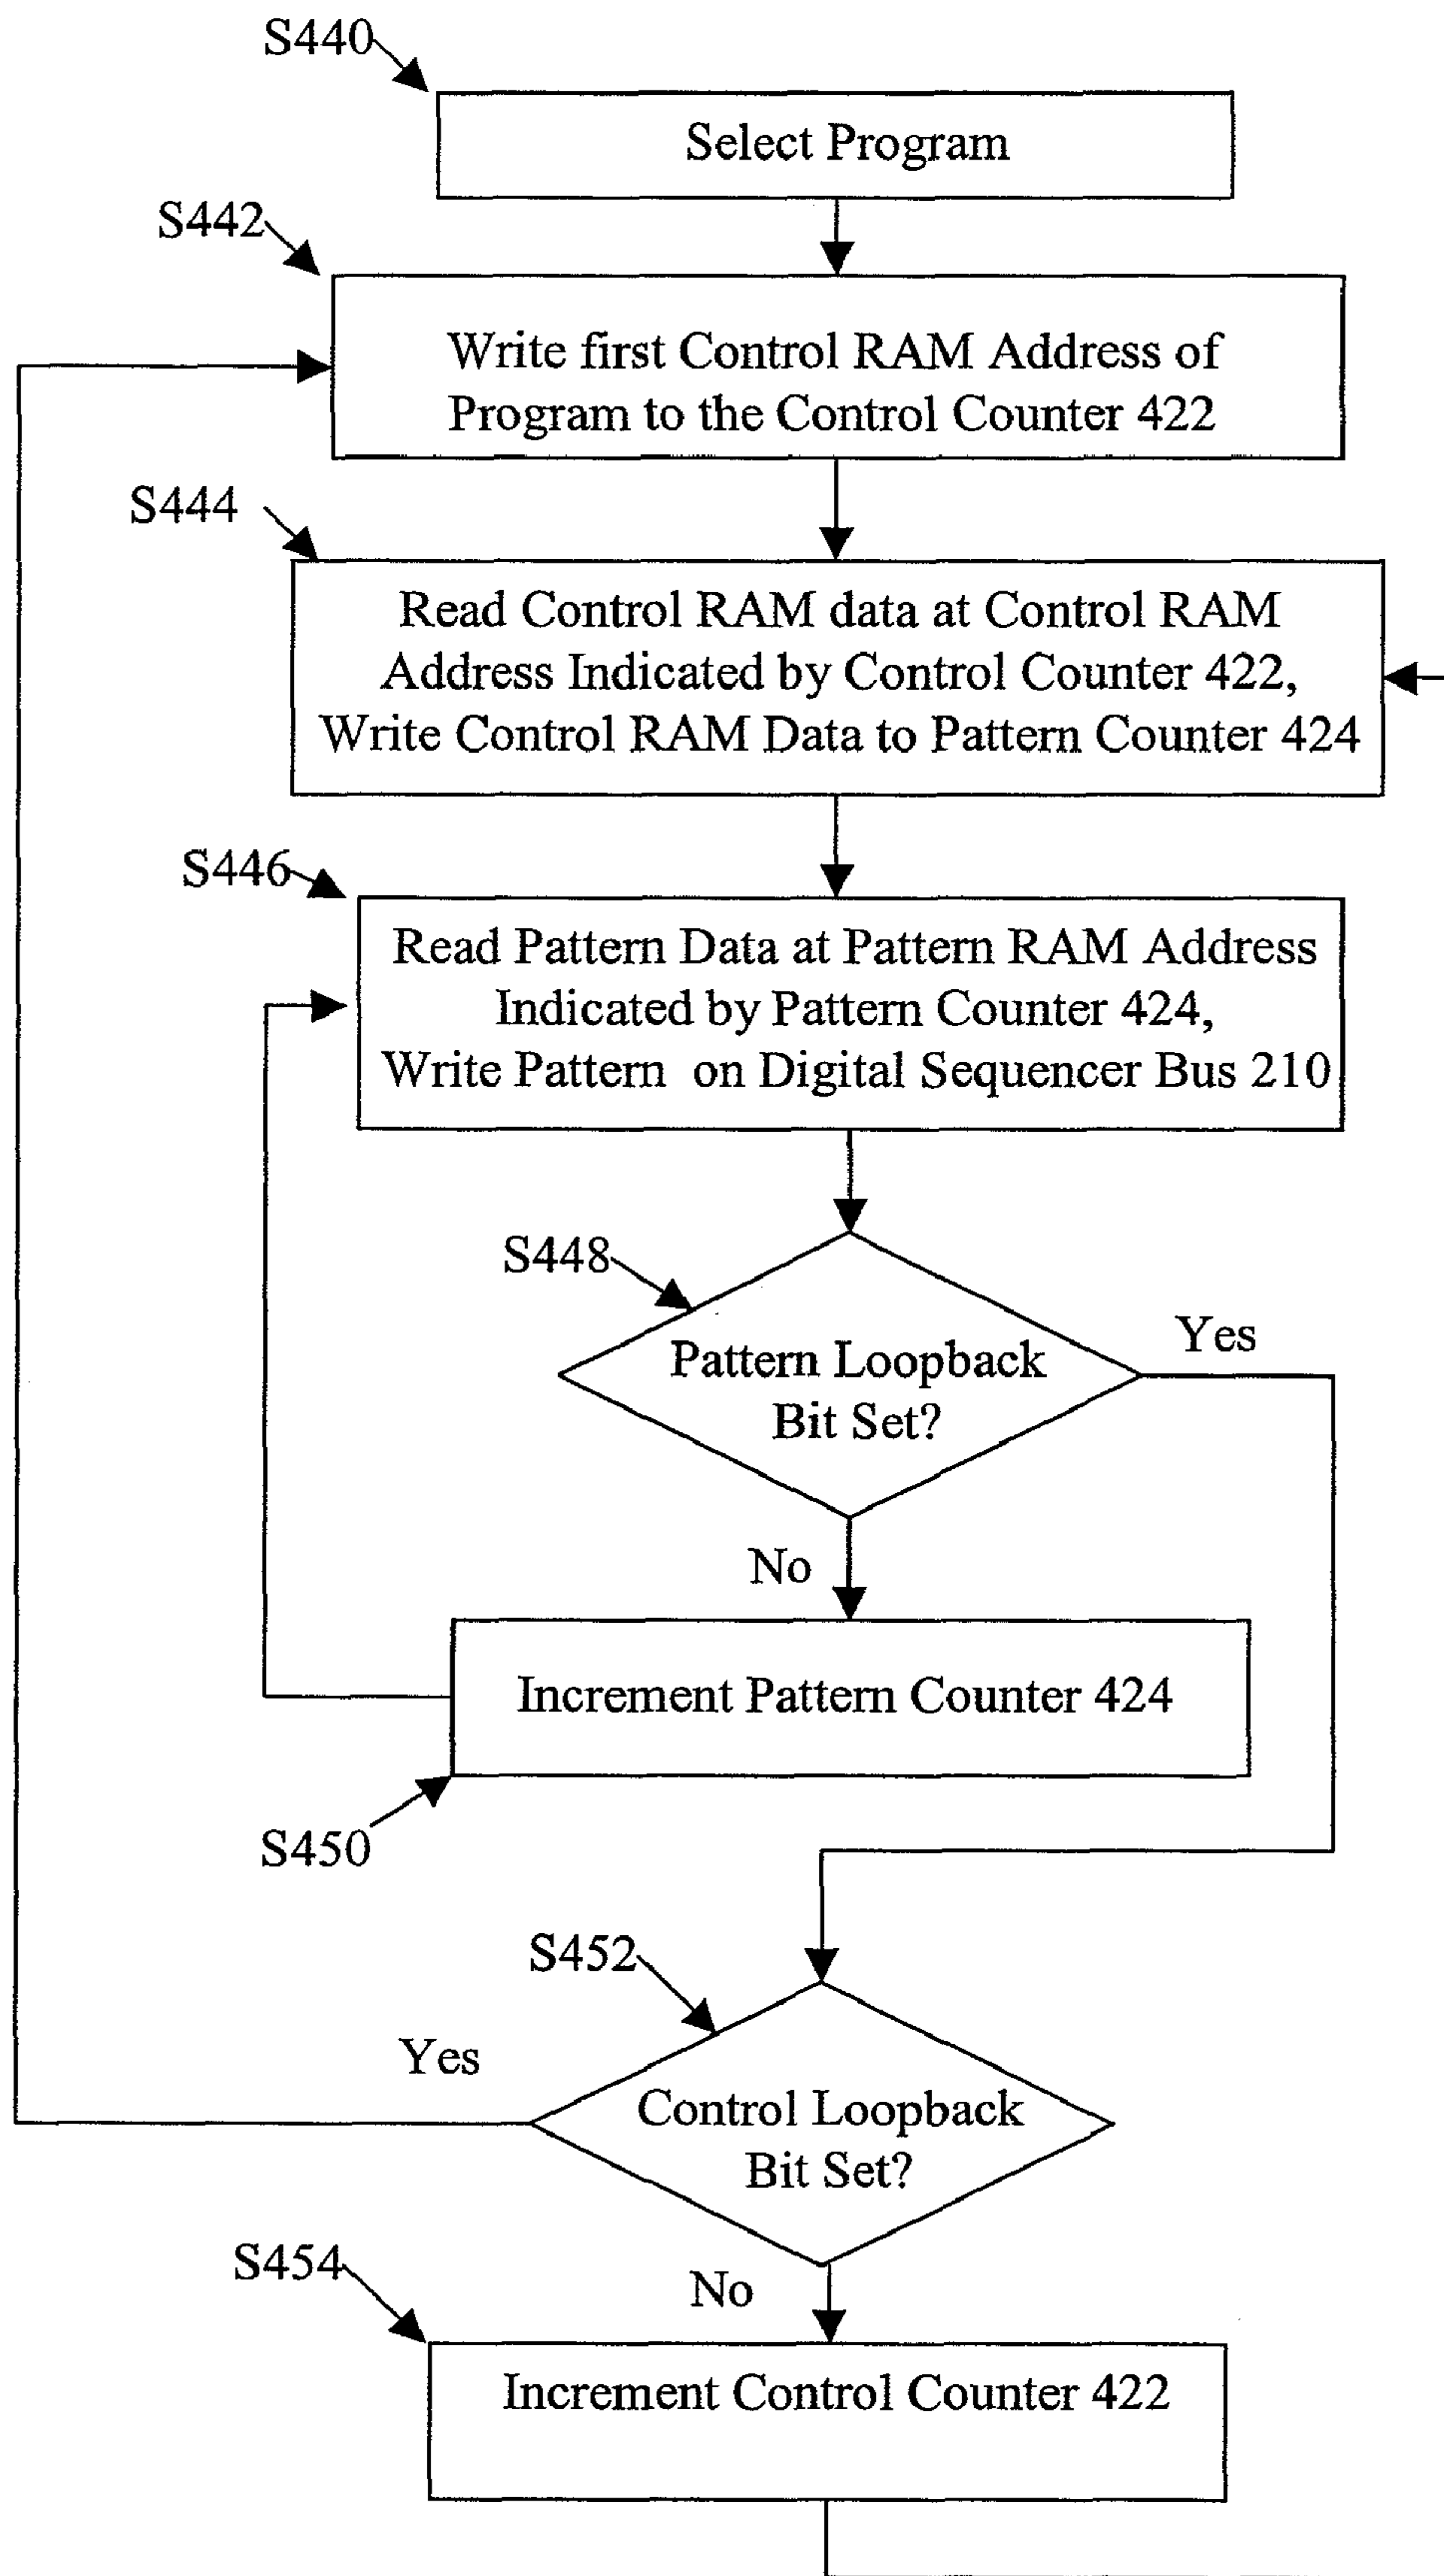 S440
Select Program
S442
Write first Control RAM Address of
Program to the Control Counter 422
S444
Read Control RAM data at Control RAM
Address Indicated by Control Counter 422,
Write Control RAM Data to Pattern Counter 424
S446
Read Pattern Data at Pattern RAM Address
Indicated by Pattern Counter 424,
Write Pattern on Digital Sequencer Bus 210
S448
Yes
Pattern Loopback
Bit Set?
No
Increment Pattern Counter 424
S450
S452
Yes
Control Loopback
Bit Set?
S454
No
Increment Control Counter 422